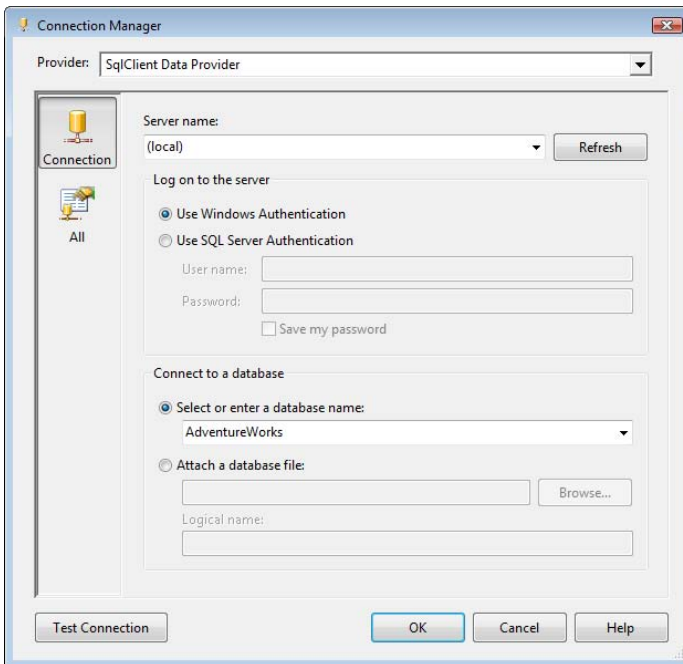 Connection Manager
Provider: SqlClient Data Provider
Connection
All
Server name:
(local)
Refresh
Log on to the server
Use Windows Authentication
Use SQL Server Authentication
User name:
Password:
Save my password
Connect to a database
Select or enter a database name:
AdventureWorks
Attach a database file:
Browse...
Logical name:
Test Connection
OK
Cancel
Help